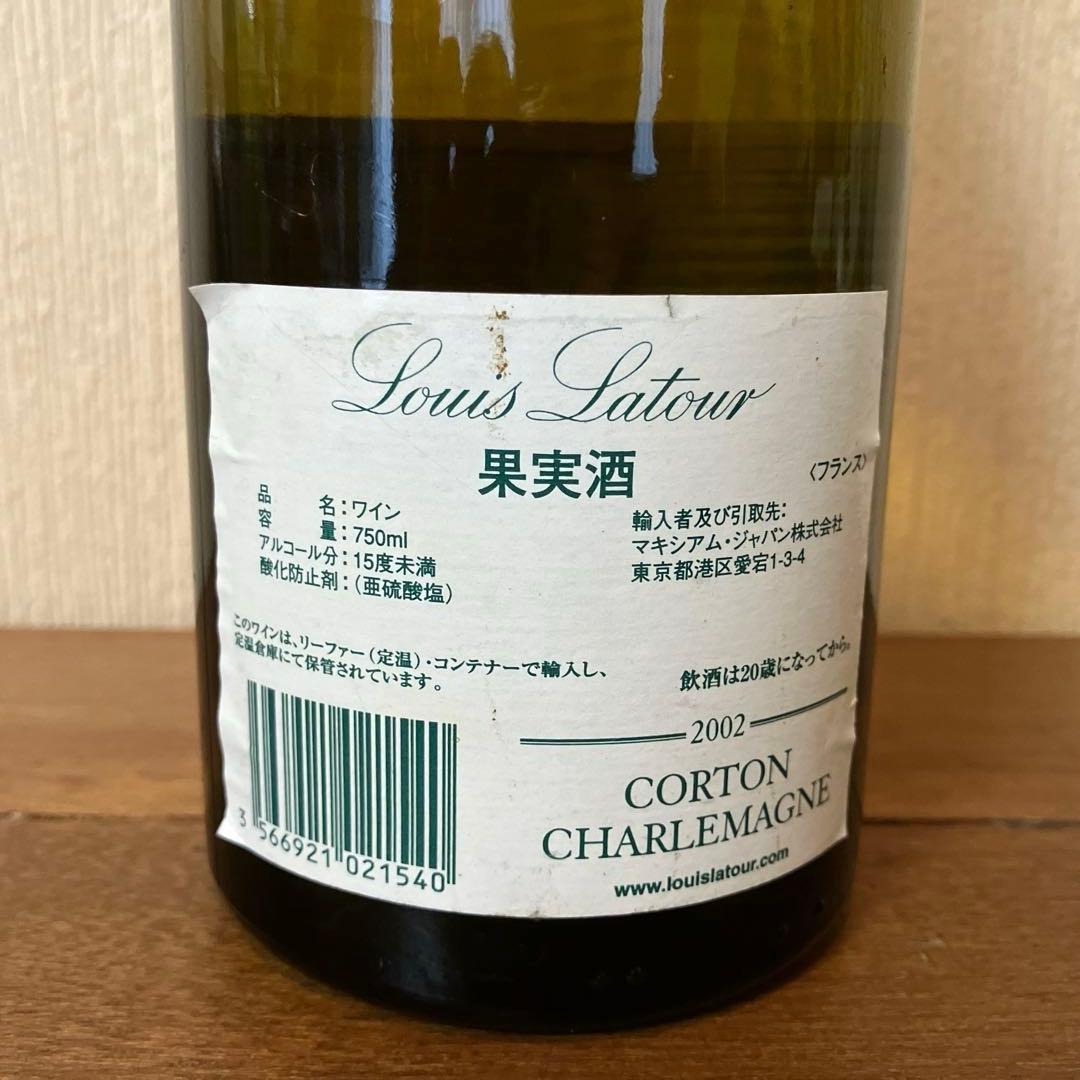 Louis Latour
果実酒
〈フランス〉
品　　名：ワイン
容　　量：750ml
アルコール分：15度未満
酸化防止剤：(亜硫酸塩)
輸入者及び引取先：
マキシアム・ジャパン株式会社
東京都港区愛宕1-3-4
このワインは、リーファー（定温）・コンテナーで輸入し、
定温倉庫にて保管されています。
飲酒は20歳になってから。
2002
CORTON
CHARLEMAGNE
www.louislatour.com
3 566921 021540